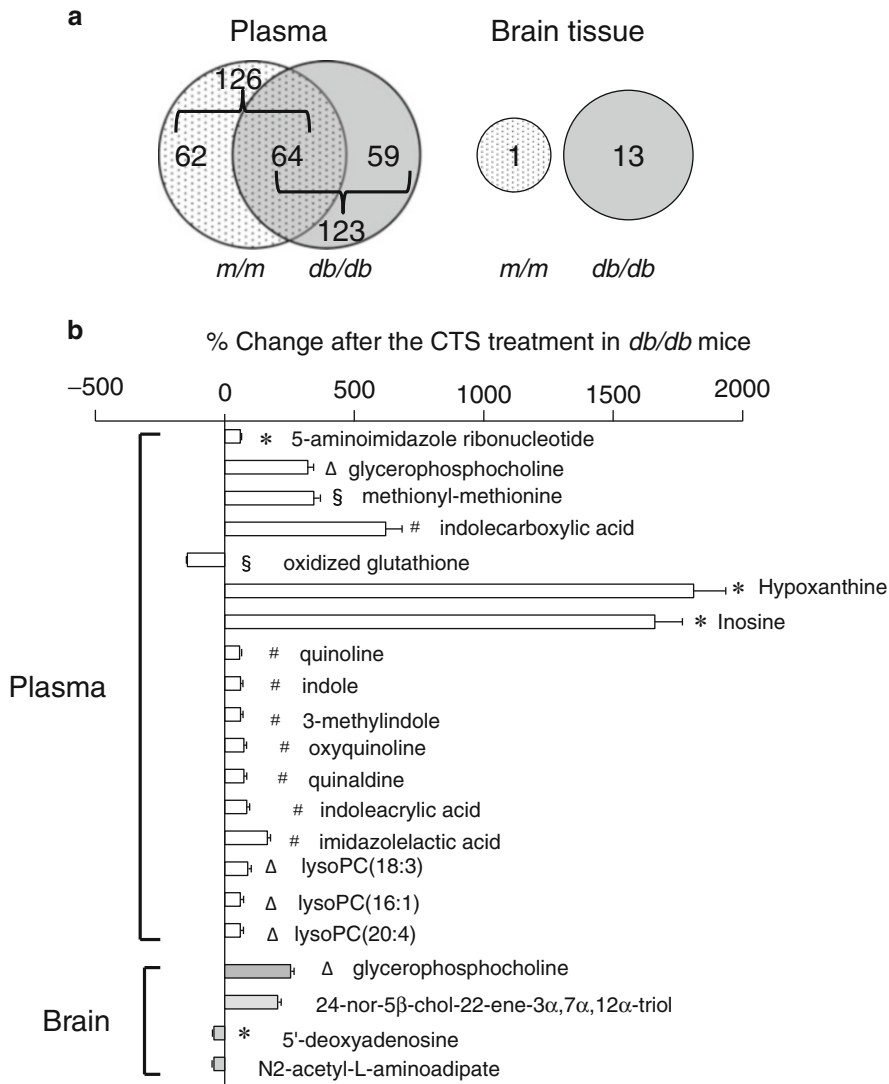 a
Plasma
Brain tissue
126
62
64
59
123
1
13
m/m
db/db
m/m
db/db
b
% Change after the CTS treatment in db/db mice
−500
0
500
1000
1500
2000
Plasma
* 5-aminoimidazole ribonucleotide
Δ glycerophosphocholine
§ methionyl-methionine
# indolecarboxylic acid
§ oxidized glutathione
* Hypoxanthine
* Inosine
# quinoline
# indole
# 3-methylindole
# oxyquinoline
# quinaldine
# indoleacrylic acid
# imidazolelactic acid
Δ lysoPC(18:3)
Δ lysoPC(16:1)
Δ lysoPC(20:4)
Brain
Δ glycerophosphocholine
24-nor-5β-chol-22-ene-3α,7α,12α-triol
* 5'-deoxyadenosine
N2-acetyl-L-aminoadipate